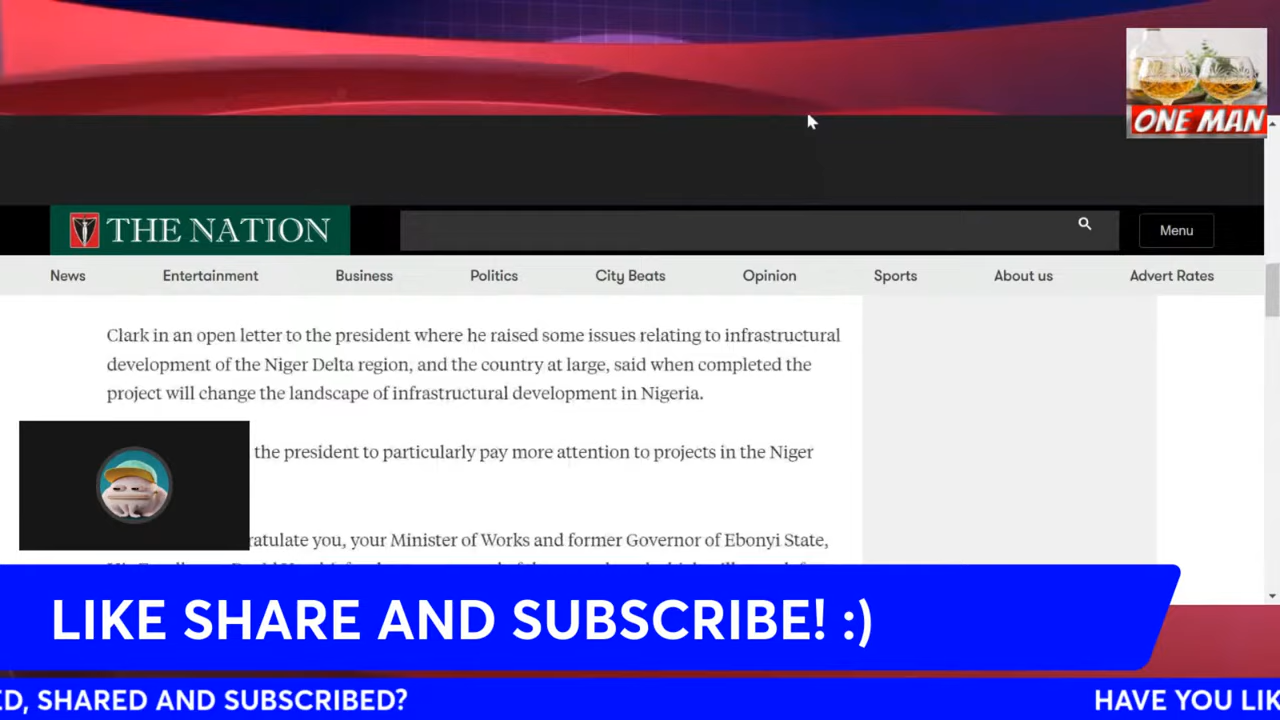 ONE MAN
THE NATION
Menu
News Entertainment Business Politics City Beats Opinion Sports About us Advert Rates
Clark in an open letter to the president where he raised some issues relating to infrastructural
development of the Niger Delta region, and the country at large, said when completed the
project will change the landscape of infrastructural development in Nigeria.
the president to particularly pay more attention to projects in the Niger
ratulate you, your Minister of Works and former Governor of Ebonyi State,
LIKE SHARE AND SUBSCRIBE! :)
ED, SHARED AND SUBSCRIBED? HAVE YOU LIK